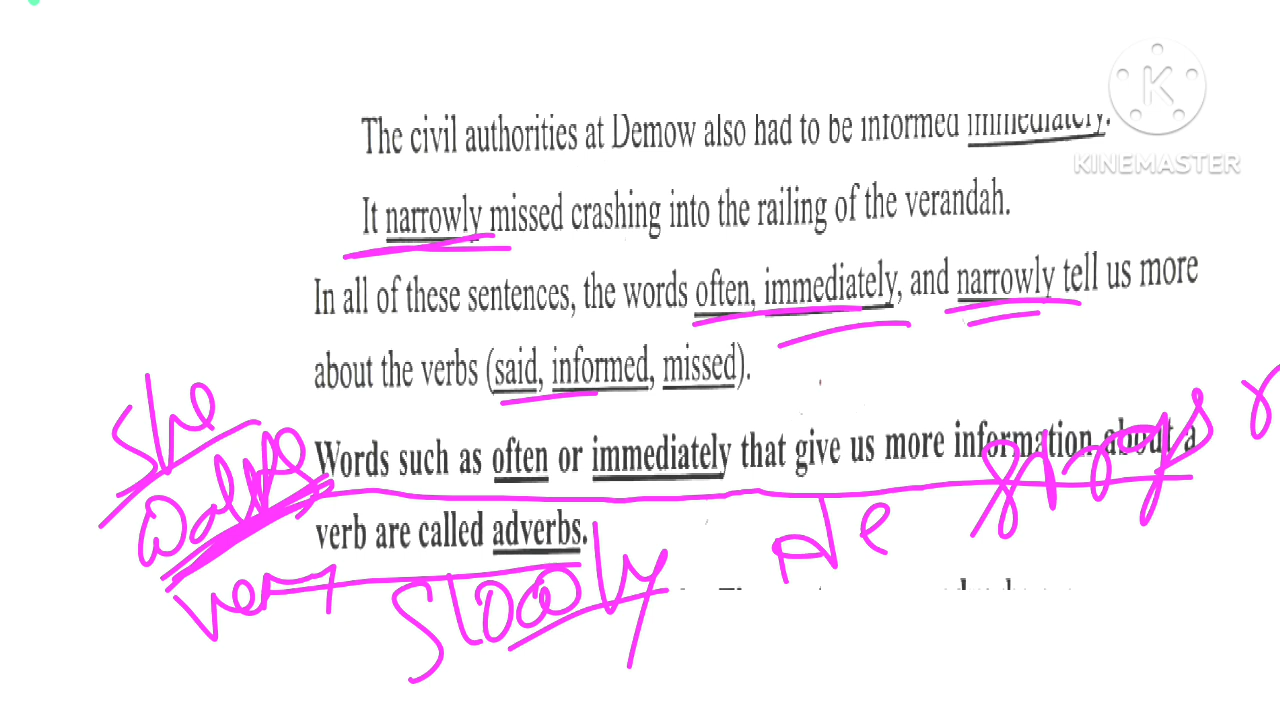 The civil authorities at Demow also had to be informed immediately.
KINEMASTER
It narrowly missed crashing into the railing of the verandah.
In all of these sentences, the words often, immediately, and narrowly tell us more
about the verbs (said, informed, missed).
Words such as often or immediately that give us more information about a
verb are called adverbs.
She
walks
very slowly
He sings